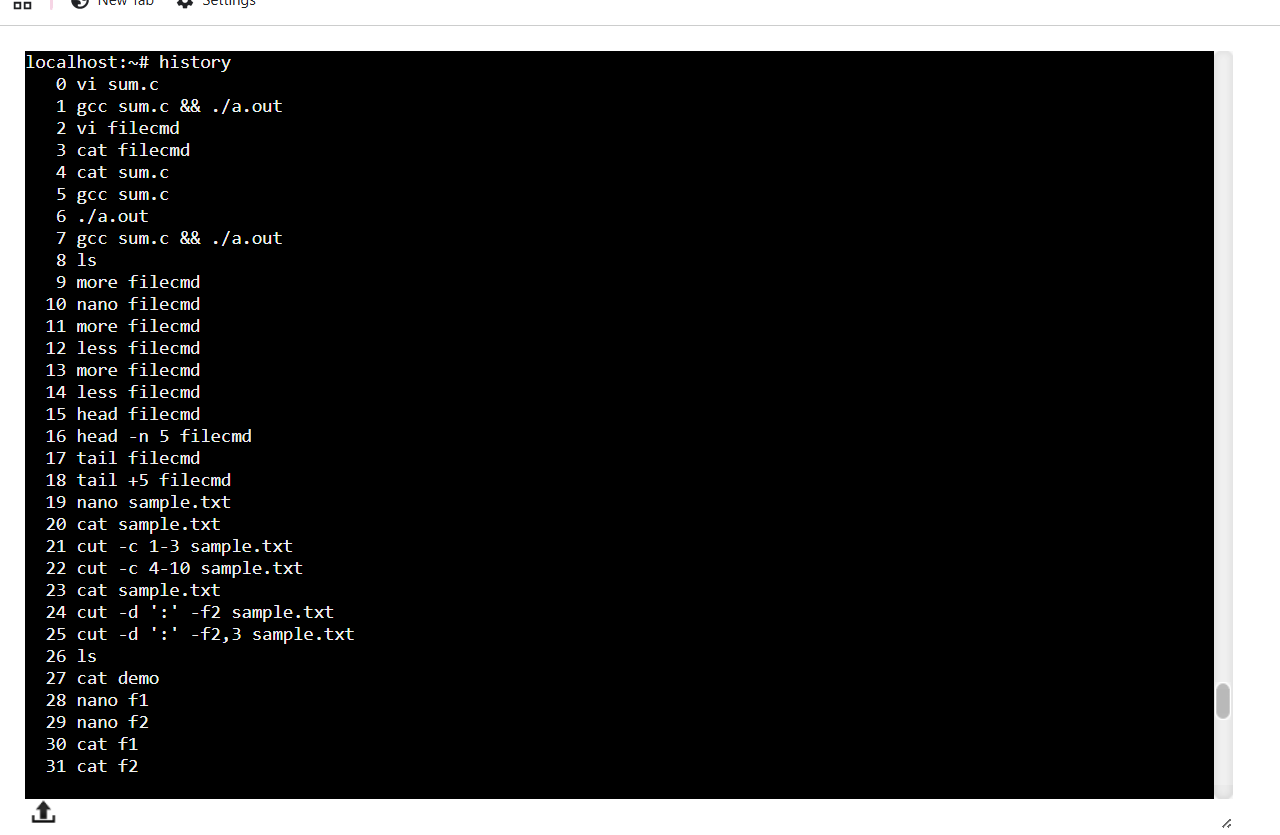 New Tab Settings
localhost:~# history
0 vi sum.c
1 gcc sum.c && ./a.out
2 vi filecmd
3 cat filecmd
4 cat sum.c
5 gcc sum.c
6 ./a.out
7 gcc sum.c && ./a.out
8 ls
9 more filecmd
10 nano filecmd
11 more filecmd
12 less filecmd
13 more filecmd
14 less filecmd
15 head filecmd
16 head -n 5 filecmd
17 tail filecmd
18 tail +5 filecmd
19 nano sample.txt
20 cat sample.txt
21 cut -c 1-3 sample.txt
22 cut -c 4-10 sample.txt
23 cat sample.txt
24 cut -d ':' -f2 sample.txt
25 cut -d ':' -f2,3 sample.txt
26 ls
27 cat demo
28 nano f1
29 nano f2
30 cat f1
31 cat f2